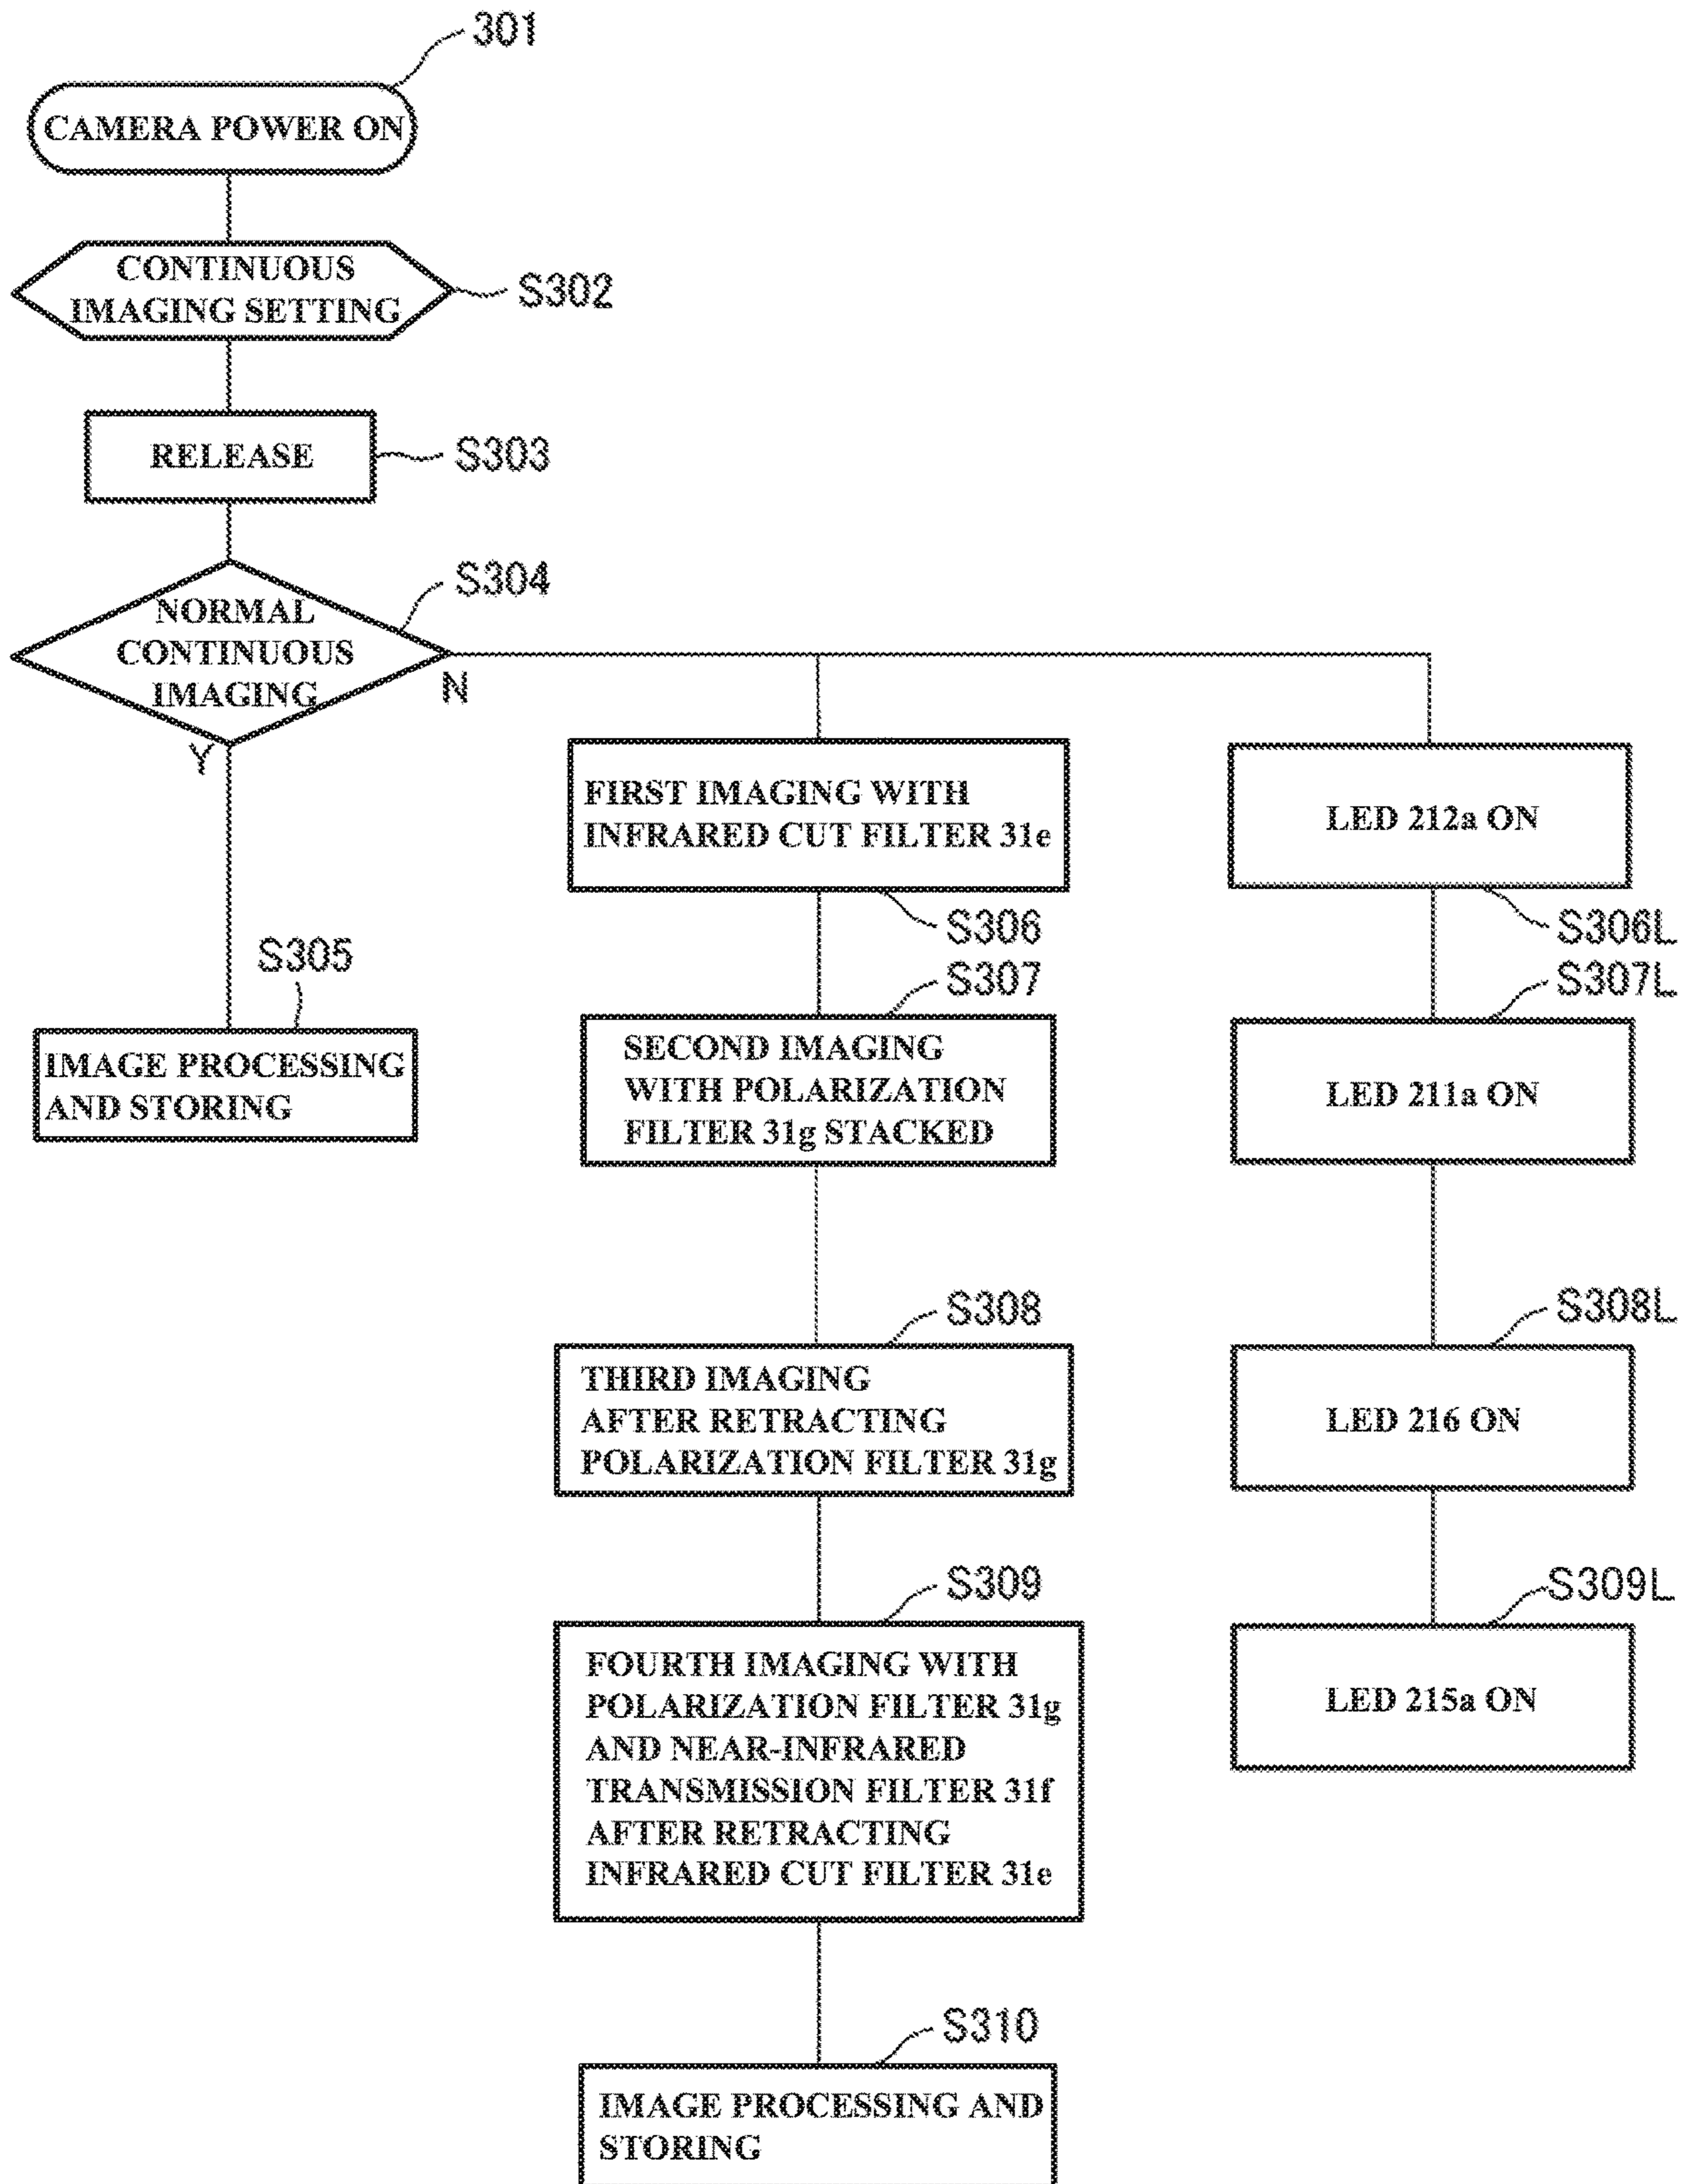 301
CAMERA POWER ON
CONTINUOUS
IMAGING SETTING
S302
RELEASE
S303
S304
NORMAL
CONTINUOUS
IMAGING
N
Y
S305
IMAGE PROCESSING
AND STORING
FIRST IMAGING WITH
INFRARED CUT FILTER 31e
S306
S307
SECOND IMAGING
WITH POLARIZATION
FILTER 31g STACKED
S308
THIRD IMAGING
AFTER RETRACTING
POLARIZATION FILTER 31g
S309
FOURTH IMAGING WITH
POLARIZATION FILTER 31g
AND NEAR-INFRARED
TRANSMISSION FILTER 31f
AFTER RETRACTING
INFRARED CUT FILTER 31e
S310
IMAGE PROCESSING AND
STORING
LED 212a ON
S306L
S307L
LED 211a ON
S308L
LED 216 ON
S309L
LED 215a ON